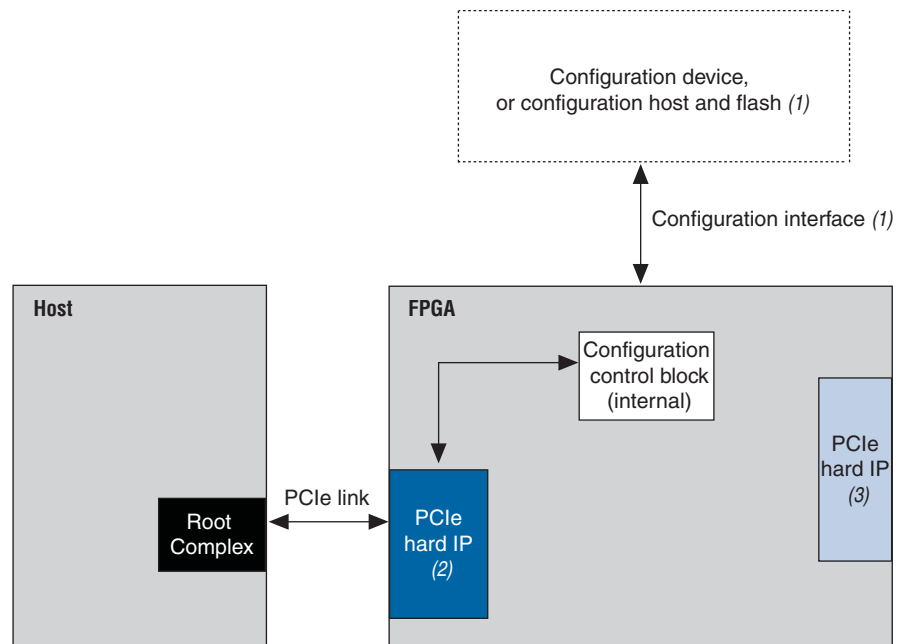 Configuration device,
or configuration host and flash (1)
Configuration interface (1)
Host
FPGA
Configuration
control block
(internal)
PCIe
hard IP
(3)
PCIe link
Root
Complex
PCIe
hard IP
(2)